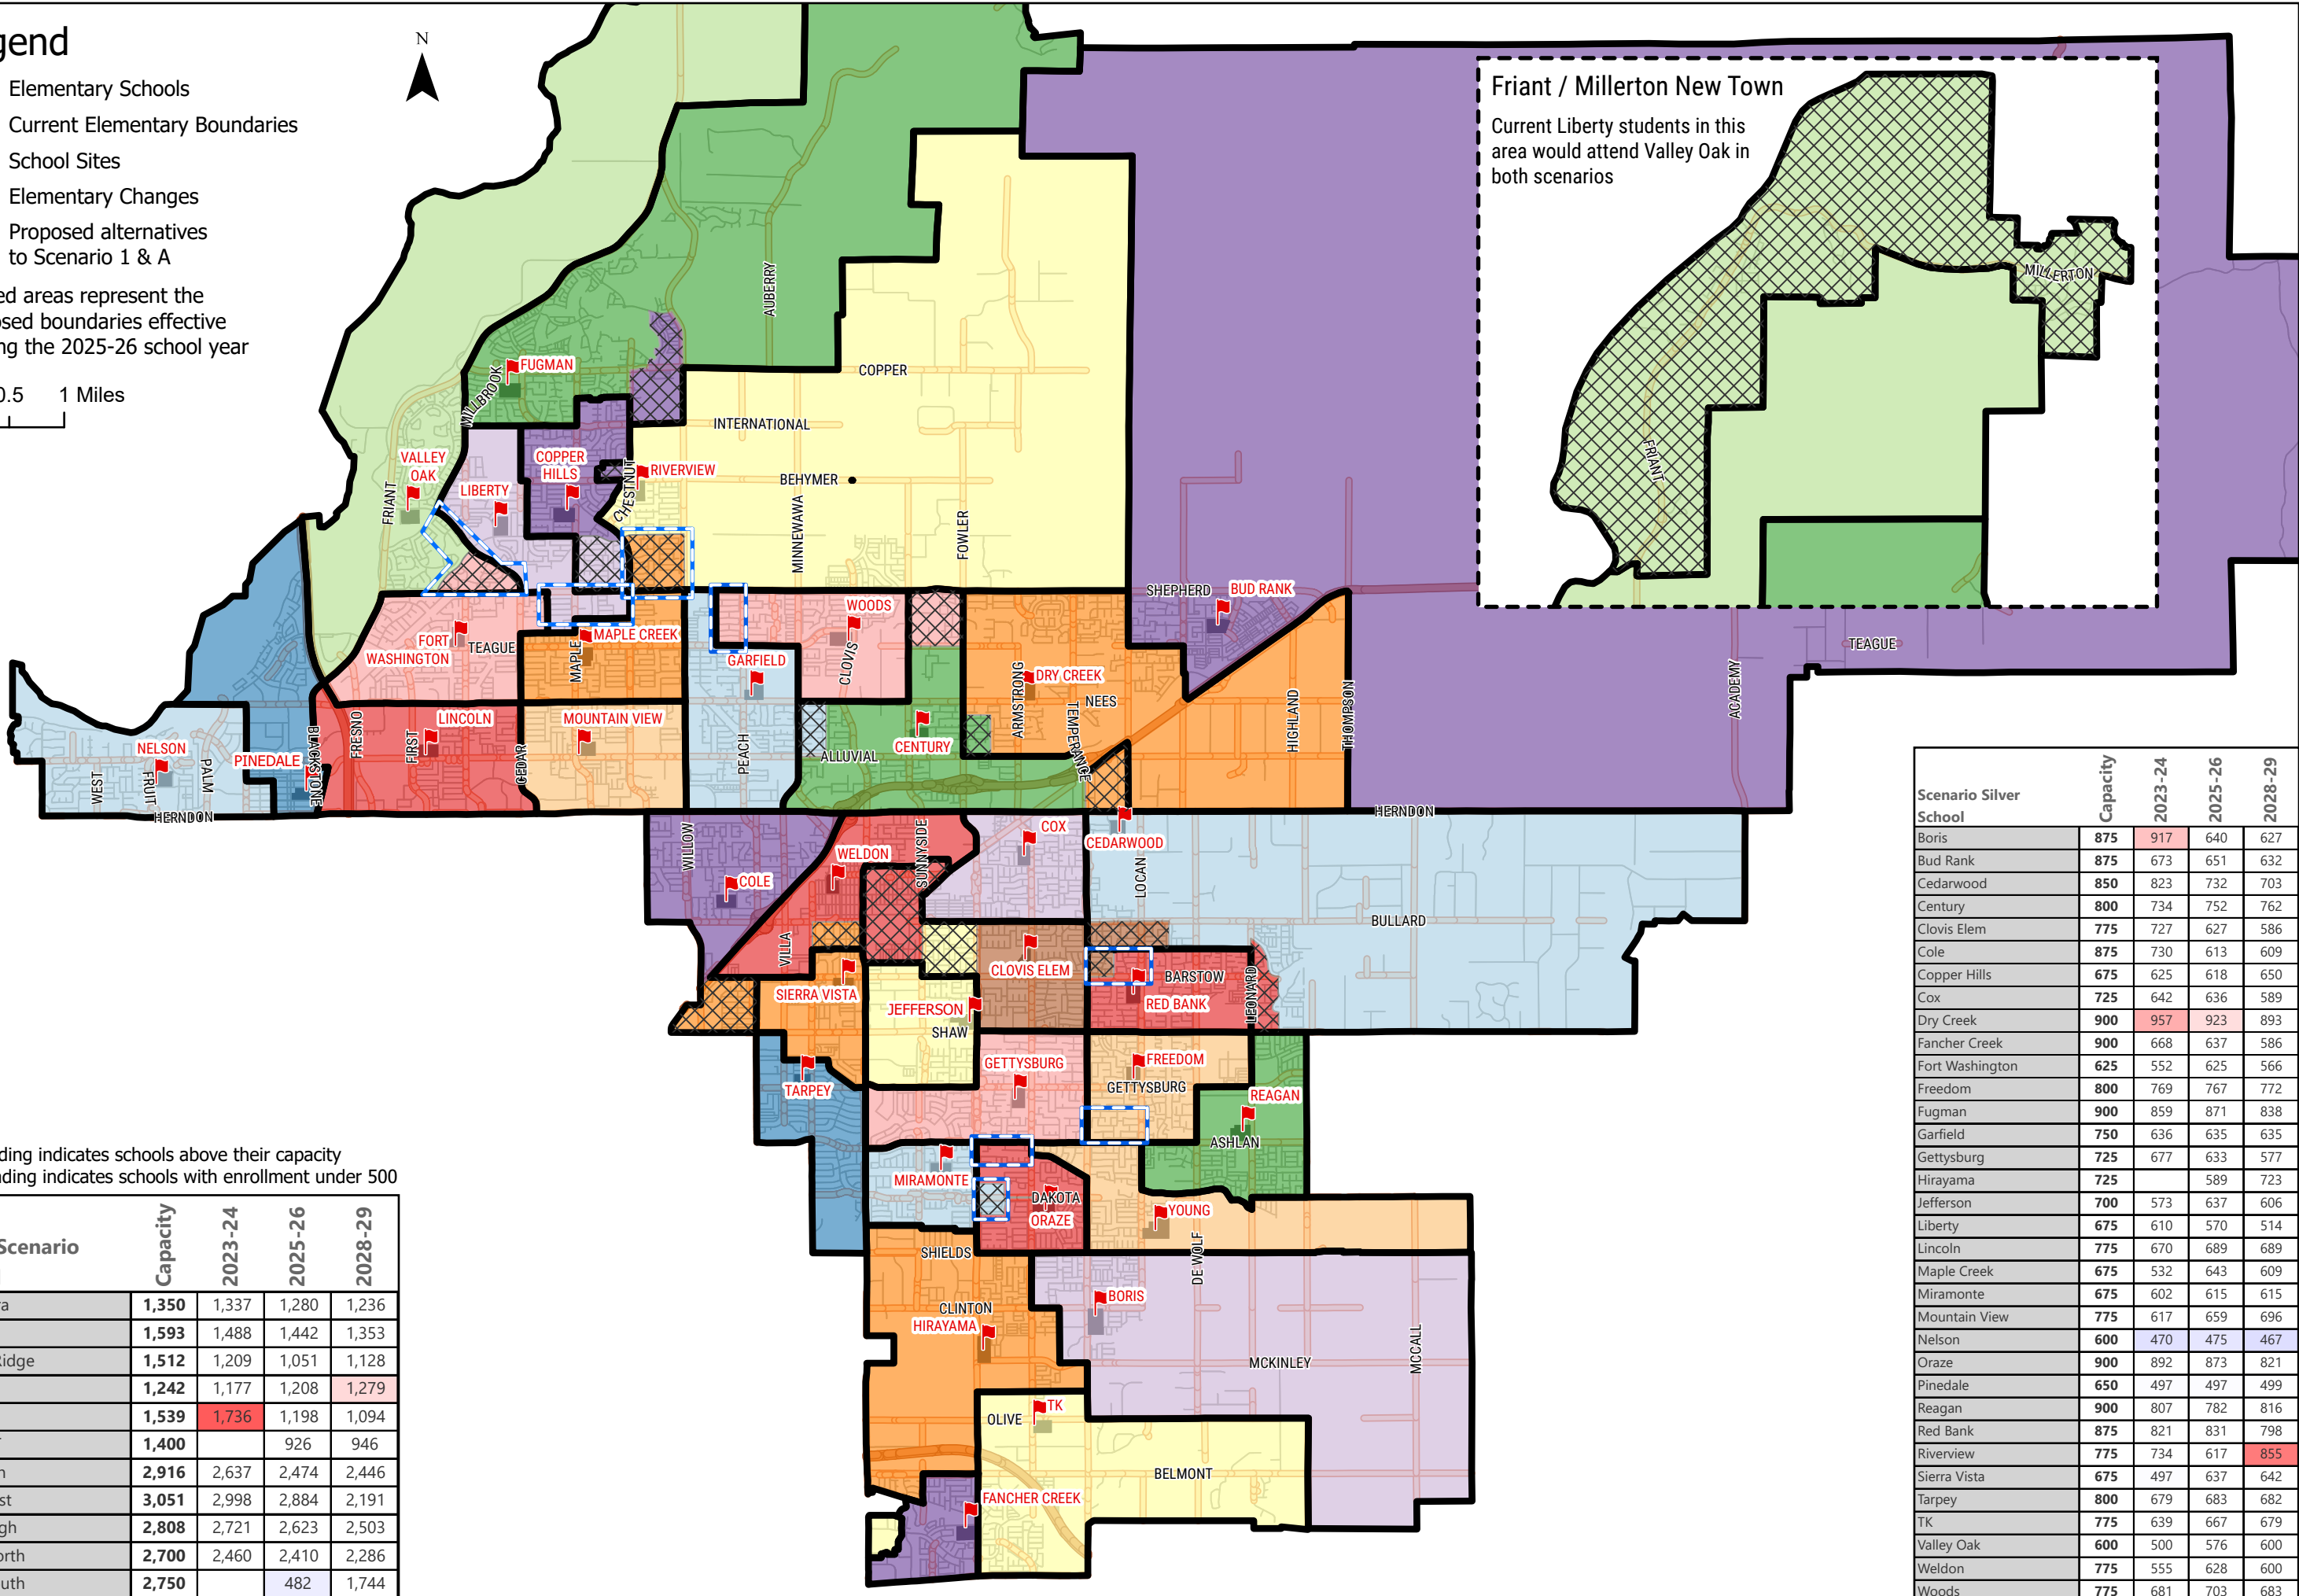 gend
Elementary Schools
Current Elementary Boundaries
School Sites
Elementary Changes
Proposed alternatives
to Scenario 1 & A
ed areas represent the
osed boundaries effective
ng the 2025-26 school year
0.5 1 Miles
N
Friant / Millerton New Town
Current Liberty students in this
area would attend Valley Oak in
both scenarios
MILLERTON
FRIANT
AUBERRY
COPPER
FUGMAN
MILLBROOK
INTERNATIONAL
VALLEY
OAK
COPPER
HILLS
CHESTNUT
RIVERVIEW
BEHYMER
LIBERTY
FRIANT
MINNEWAWA
FOWLER
SHEPHERD
BUD RANK
WOODS
FORT
WASHINGTON
TEAGUE
MAPLE
MAPLE CREEK
GARFIELD
CLOVIS
DRY CREEK
ARMSTRONG
NEES
TEMPERANCE
HIGHLAND
THOMPSON
ACADEMY
TEAGUE
NELSON
PINEDALE
BLACKSTONE
FRESNO
LINCOLN
FIRST
CEDAR
MOUNTAIN VIEW
PEACH
ALLUVIAL
CENTURY
WEST
FRUIT
PALM
HERNDON
HERNDON
WILLOW
COLE
WELDON
SUNNYSIDE
COX
CEDARWOOD
LOCAN
BULLARD
VILLA
SIERRA VISTA
CLOVIS ELEM
BARSTOW
RED BANK
LEONARD
JEFFERSON
SHAW
TARPEY
GETTYSBURG
FREEDOM
GETTYSBURG
REAGAN
ASHLAN
MIRAMONTE
DAKOTA
ORAZE
YOUNG
DE WOLF
SHIELDS
CLINTON
HIRAYAMA
BORIS
MCKINLEY
MCCALL
OLIVE
TK
BELMONT
FANCHER CREEK
ding indicates schools above their capacity
ading indicates schools with enrollment under 500
Scenario Capacity 2023-24 2025-26 2028-29
ra 1,350 1,337 1,280 1,236
1,593 1,488 1,442 1,353
Ridge 1,512 1,209 1,051 1,128
1,242 1,177 1,208 1,279
1,539 1,736 1,198 1,094
1,400 926 946
n 2,916 2,637 2,474 2,446
st 3,051 2,998 2,884 2,191
gh 2,808 2,721 2,623 2,503
orth 2,700 2,460 2,410 2,286
uth 2,750 482 1,744
Scenario Silver
School Capacity 2023-24 2025-26 2028-29
Boris 875 917 640 627
Bud Rank 875 673 651 632
Cedarwood 850 823 732 703
Century 800 734 752 762
Clovis Elem 775 727 627 586
Cole 875 730 613 609
Copper Hills 675 625 618 650
Cox 725 642 636 589
Dry Creek 900 957 923 893
Fancher Creek 900 668 637 586
Fort Washington 625 552 625 566
Freedom 800 769 767 772
Fugman 900 859 871 838
Garfield 750 636 635 635
Gettysburg 725 677 633 577
Hirayama 725 589 723
Jefferson 700 573 637 606
Liberty 675 610 570 514
Lincoln 775 670 689 689
Maple Creek 675 532 643 609
Miramonte 675 602 615 615
Mountain View 775 617 659 696
Nelson 600 470 475 467
Oraze 900 892 873 821
Pinedale 650 497 497 499
Reagan 900 807 782 816
Red Bank 875 821 831 798
Riverview 775 734 617 855
Sierra Vista 675 497 637 642
Tarpey 800 679 683 682
TK 775 639 667 679
Valley Oak 600 500 576 600
Weldon 775 555 628 600
Woods 775 681 703 683